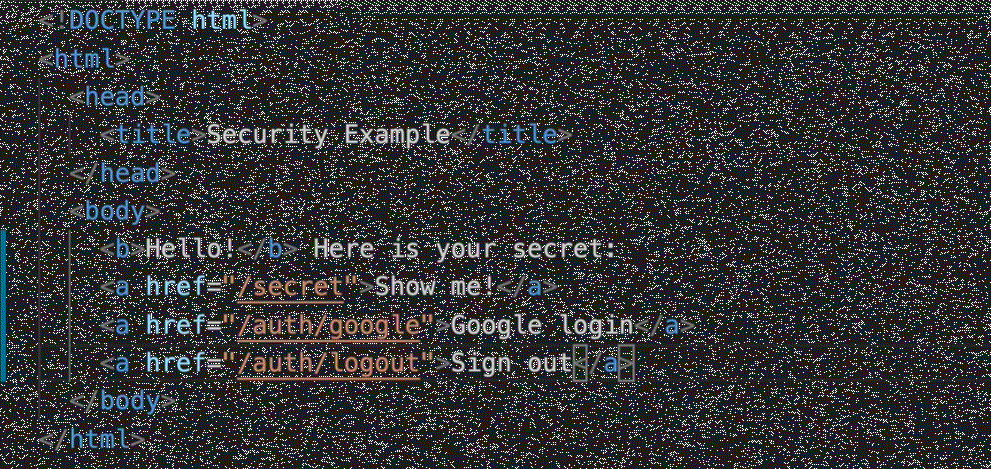 <!DOCTYPE html>
<html>
<head>
<title>Security Example</title>
</head>
<body>
<b>Hello!</b> Here is your secret:
<a href="/secret">Show me!</a>
<a href="/auth/google">Google login</a>
<a href="/auth/logout">Sign out</a>
</body>
</html>